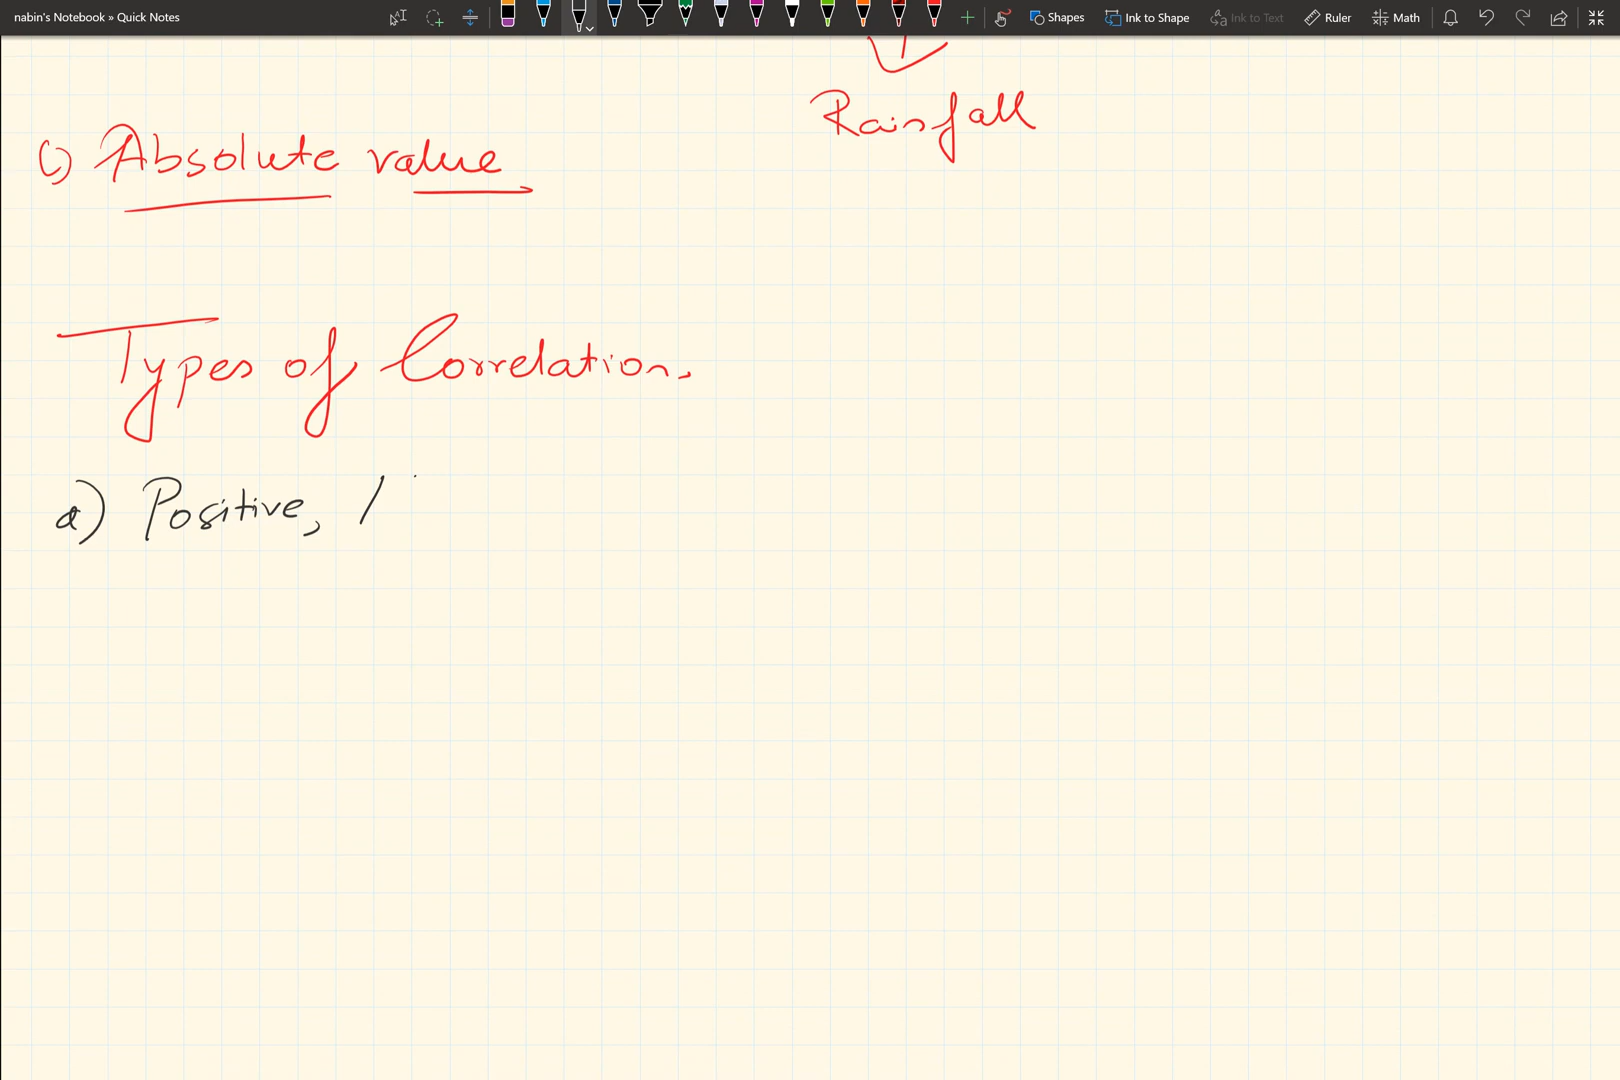 nabin's Notebook » Quick Notes Shapes Ink to Shape Ink to Text Ruler Math
Rainfall
c) Absolute value
Types of Correlation.
a) Positive, /